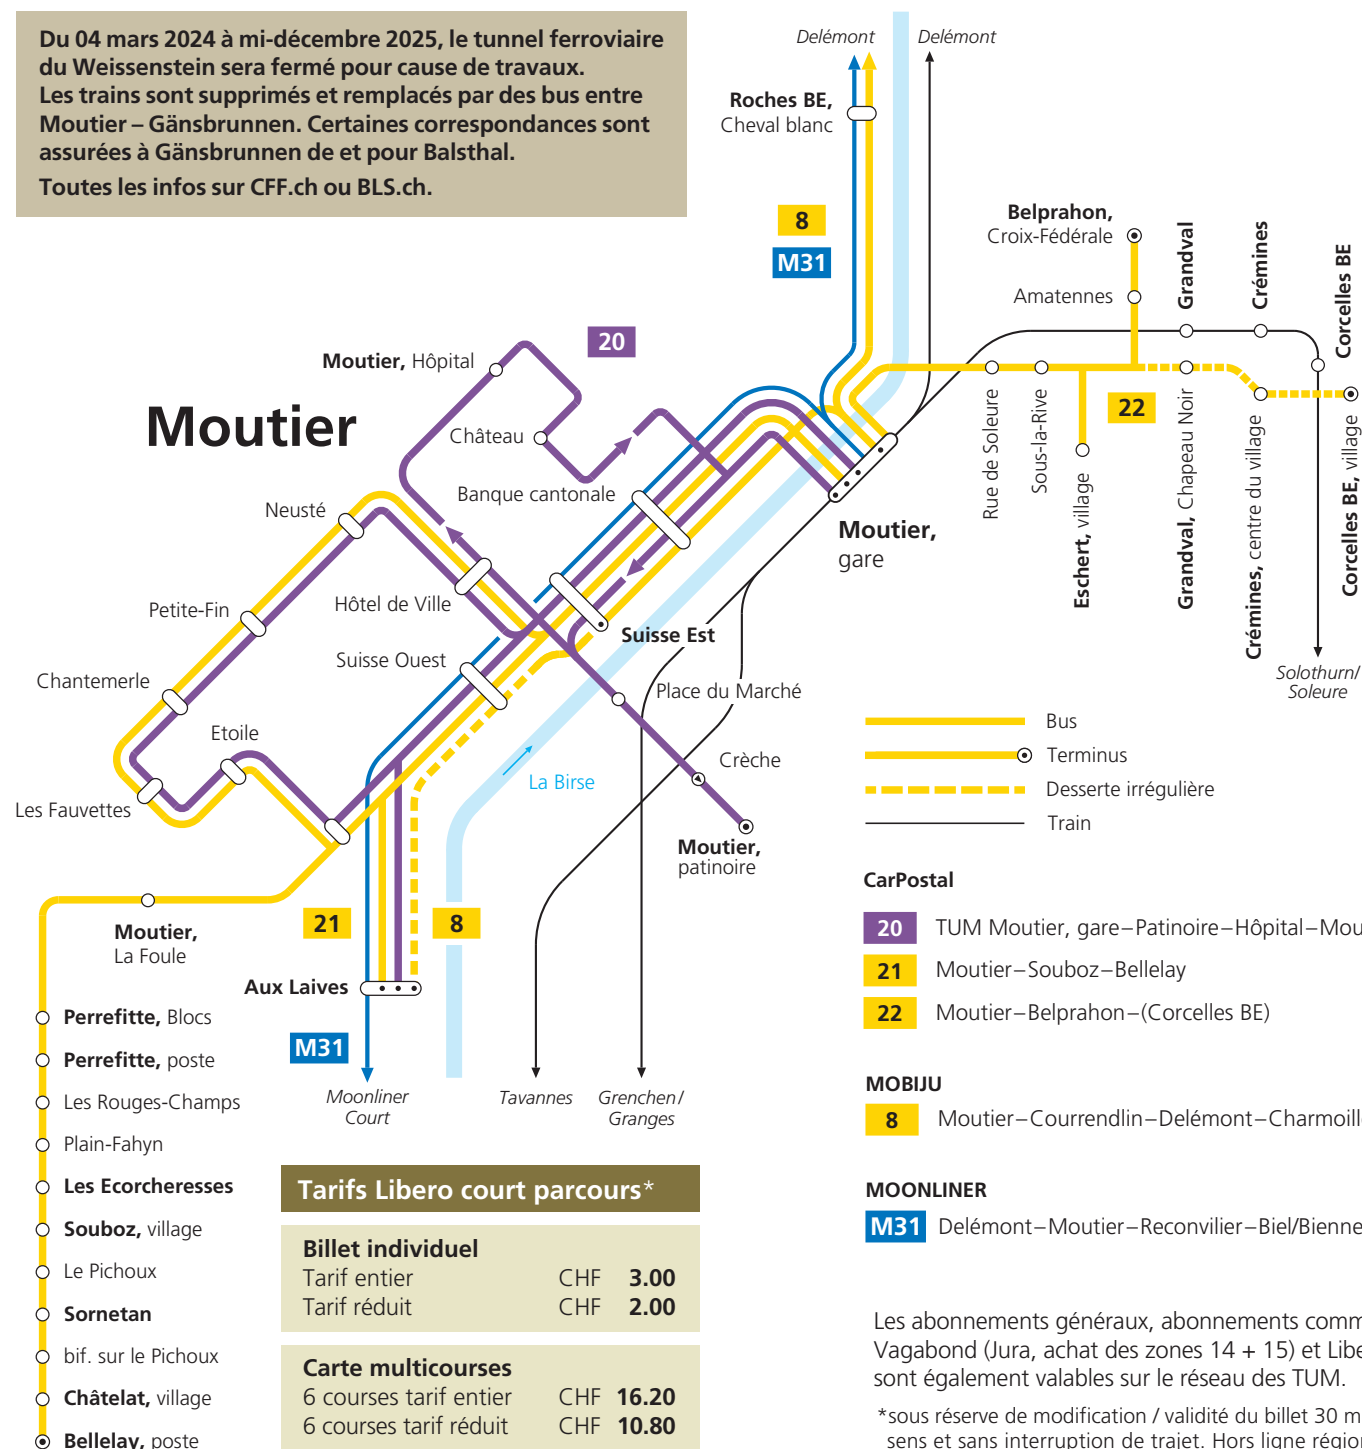 Du 04 mars 2024 à mi-décembre 2025, le tunnel ferroviaire
du Weissenstein sera fermé pour cause de travaux.
Les trains sont supprimés et remplacés par des bus entre
Moutier – Gänsbrunnen. Certaines correspondances sont
assurées à Gänsbrunnen de et pour Balsthal.
Toutes les infos sur CFF.ch ou BLS.ch.
Delémont
Delémont
Roches BE,
Cheval blanc
8
M31
Belprahon,
Croix-Fédérale
Amatennes
Grandval
Crémines
Corcelles BE
20
Moutier, Hôpital
Moutier
Château
Banque cantonale
Neusté
Hôtel de Ville
Petite-Fin
Suisse Ouest
Suisse Est
Chantemerle
Etoile
Les Fauvettes
Place du Marché
Crèche
La Birse
Moutier,
patinoire
Moutier,
gare
22
Rue de Soleure
Sous-la-Rive
Eschert, village
Grandval, Chapeau Noir
Crémines, centre du village
Corcelles BE, village
Solothurn/
Soleure
Moutier,
La Foule
21
8
Aux Laives
M31
Moonliner
Court
Tavannes
Grenchen/
Granges
Perrefitte, Blocs
Perrefitte, poste
Les Rouges-Champs
Plain-Fahyn
Les Ecorcheresses
Souboz, village
Le Pichoux
Sornetan
bif. sur le Pichoux
Châtelat, village
Bellelay, poste
Tarifs Libero court parcours*
Billet individuel
Tarif entier CHF 3.00
Tarif réduit CHF 2.00
Carte multicourses
6 courses tarif entier CHF 16.20
6 courses tarif réduit CHF 10.80
Bus
Terminus
Desserte irrégulière
Train
CarPostal
20 TUM Moutier, gare–Patinoire–Hôpital–Mou
21 Moutier–Souboz–Bellelay
22 Moutier–Belprahon–(Corcelles BE)
MOBIJU
8 Moutier–Courrendlin–Delémont–Charmoill
MOONLINER
M31 Delémont–Moutier–Reconvilier–Biel/Bienne
Les abonnements généraux, abonnements comm
Vagabond (Jura, achat des zones 14 + 15) et Libe
sont également valables sur le réseau des TUM.
*sous réserve de modification / validité du billet 30 m
sens et sans interruption de trajet. Hors ligne région